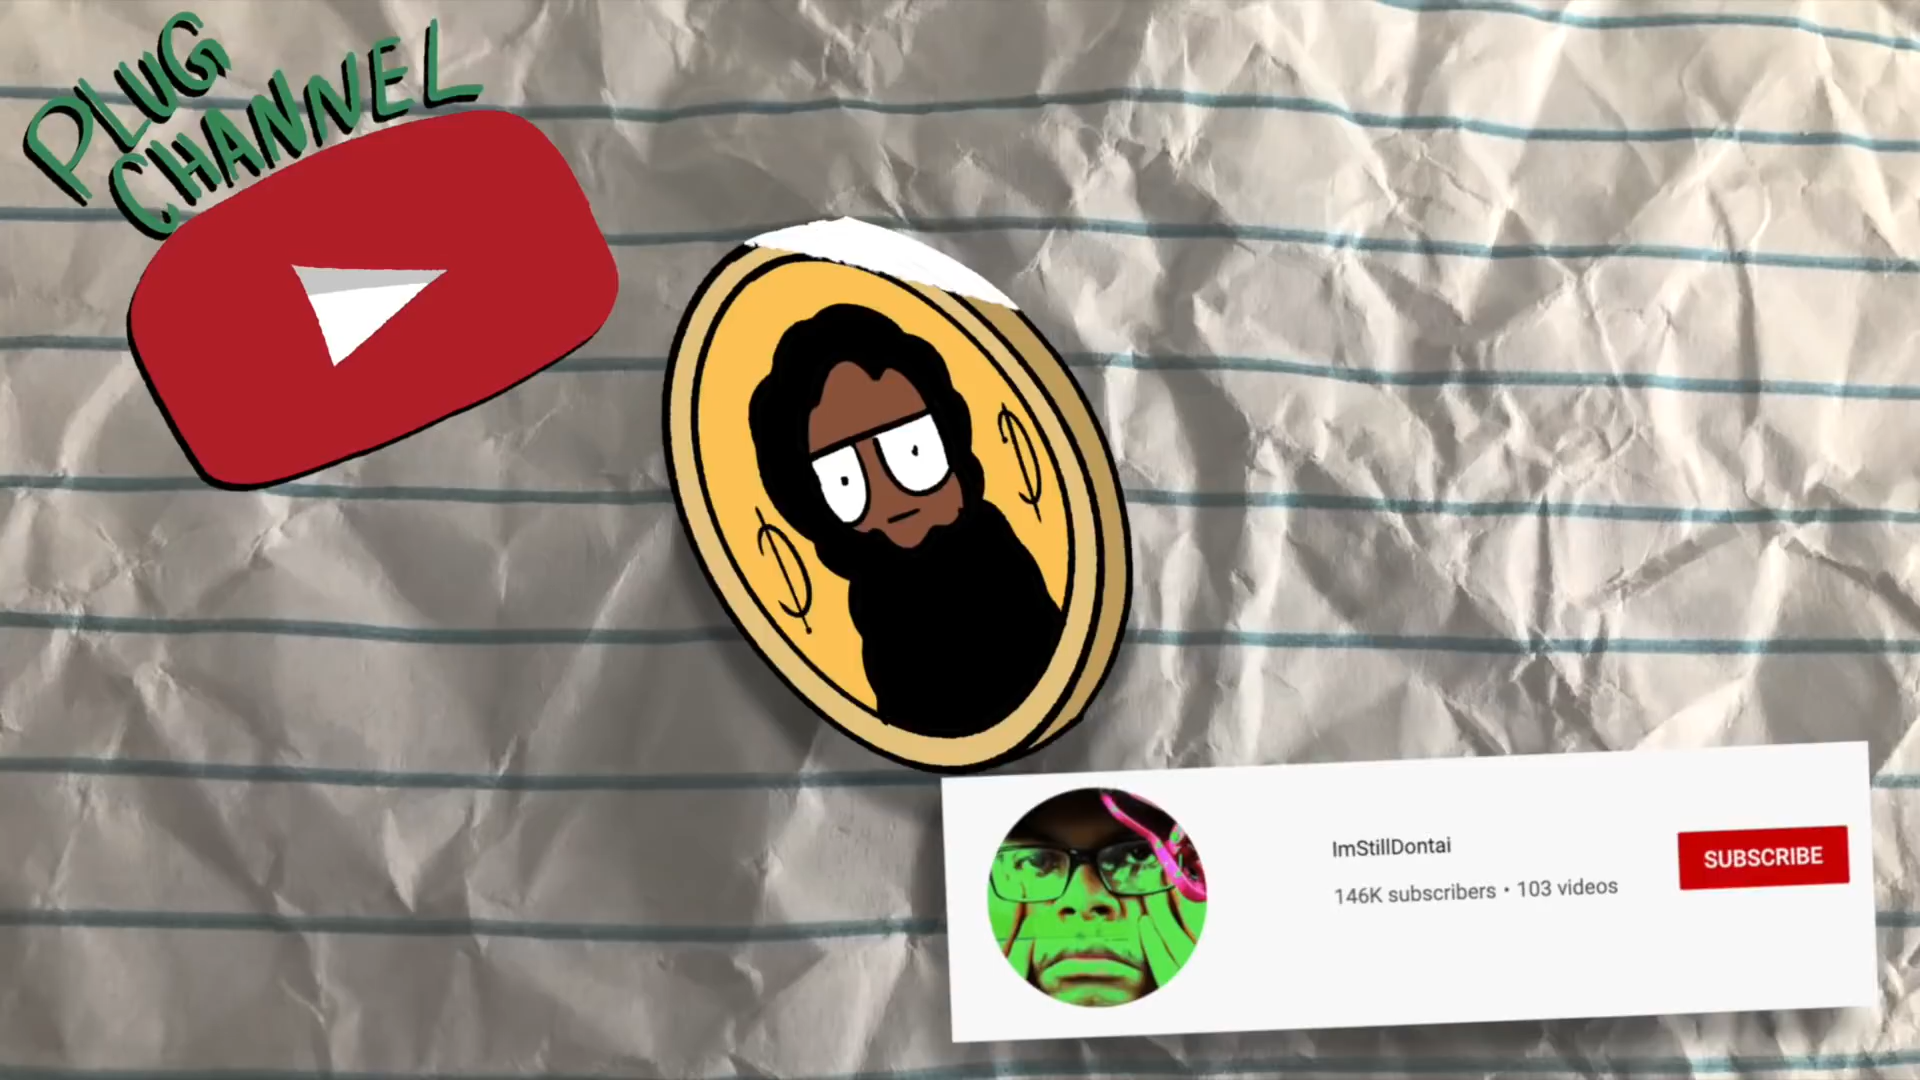 PLUG
CHANNEL
D
D
ImStillDontai
146K subscribers • 103 videos
SUBSCRIBE